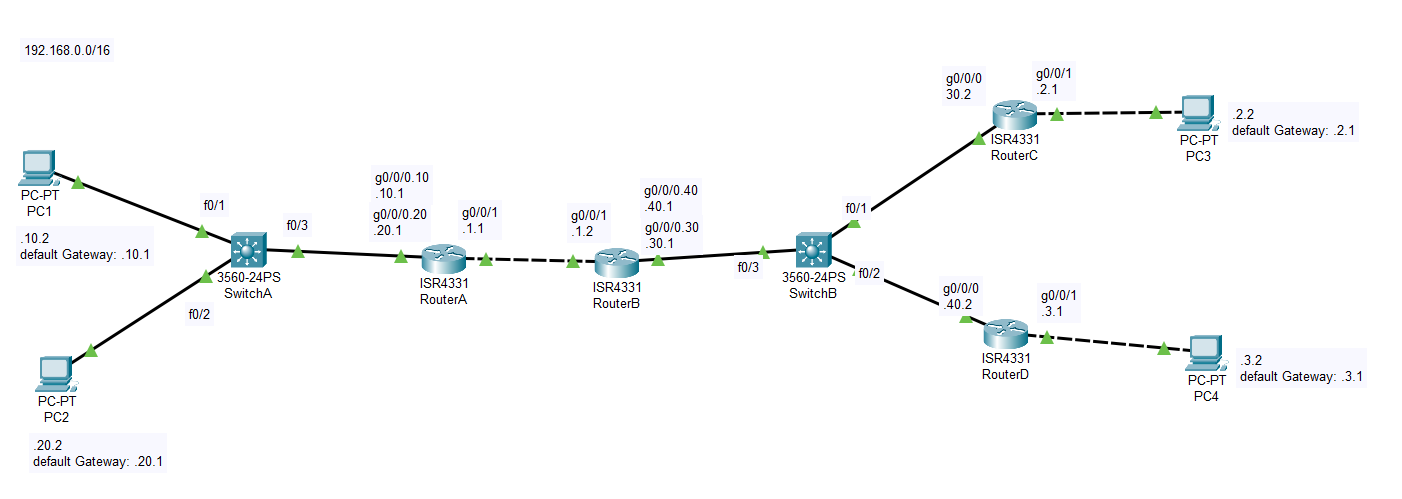 192.168.0.0/16
PC-PT
PC1
.10.2
default Gateway: .10.1
PC-PT
PC2
.20.2
default Gateway: .20.1
f0/1
f0/2
f0/3
3560-24PS
SwitchA
g0/0/0.10
.10.1
g0/0/0.20
.20.1
g0/0/1
.1.1
ISR4331
RouterA
g0/0/1
.1.2
g0/0/0.40
.40.1
g0/0/0.30
.30.1
ISR4331
RouterB
f0/3
f0/1
f0/2
3560-24PS
SwitchB
g0/0/0
30.2
g0/0/1
.2.1
ISR4331
RouterC
PC-PT
PC3
.2.2
default Gateway: .2.1
g0/0/0
.40.2
g0/0/1
.3.1
ISR4331
RouterD
PC-PT
PC4
.3.2
default Gateway: .3.1